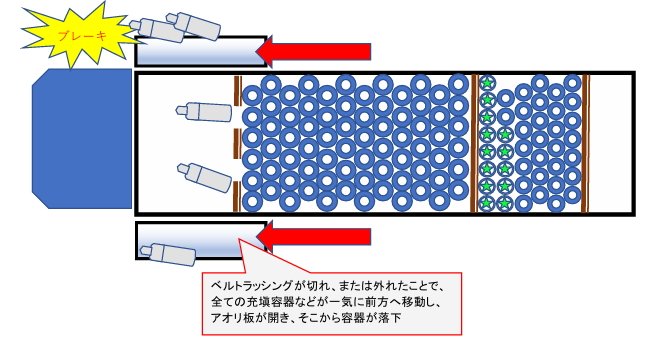 ブレーキ
ベルトラッシングが切れ、または外れたことで、
全ての充填容器などが一気に前方へ移動し、
アオリ板が開き、そこから容器が落下